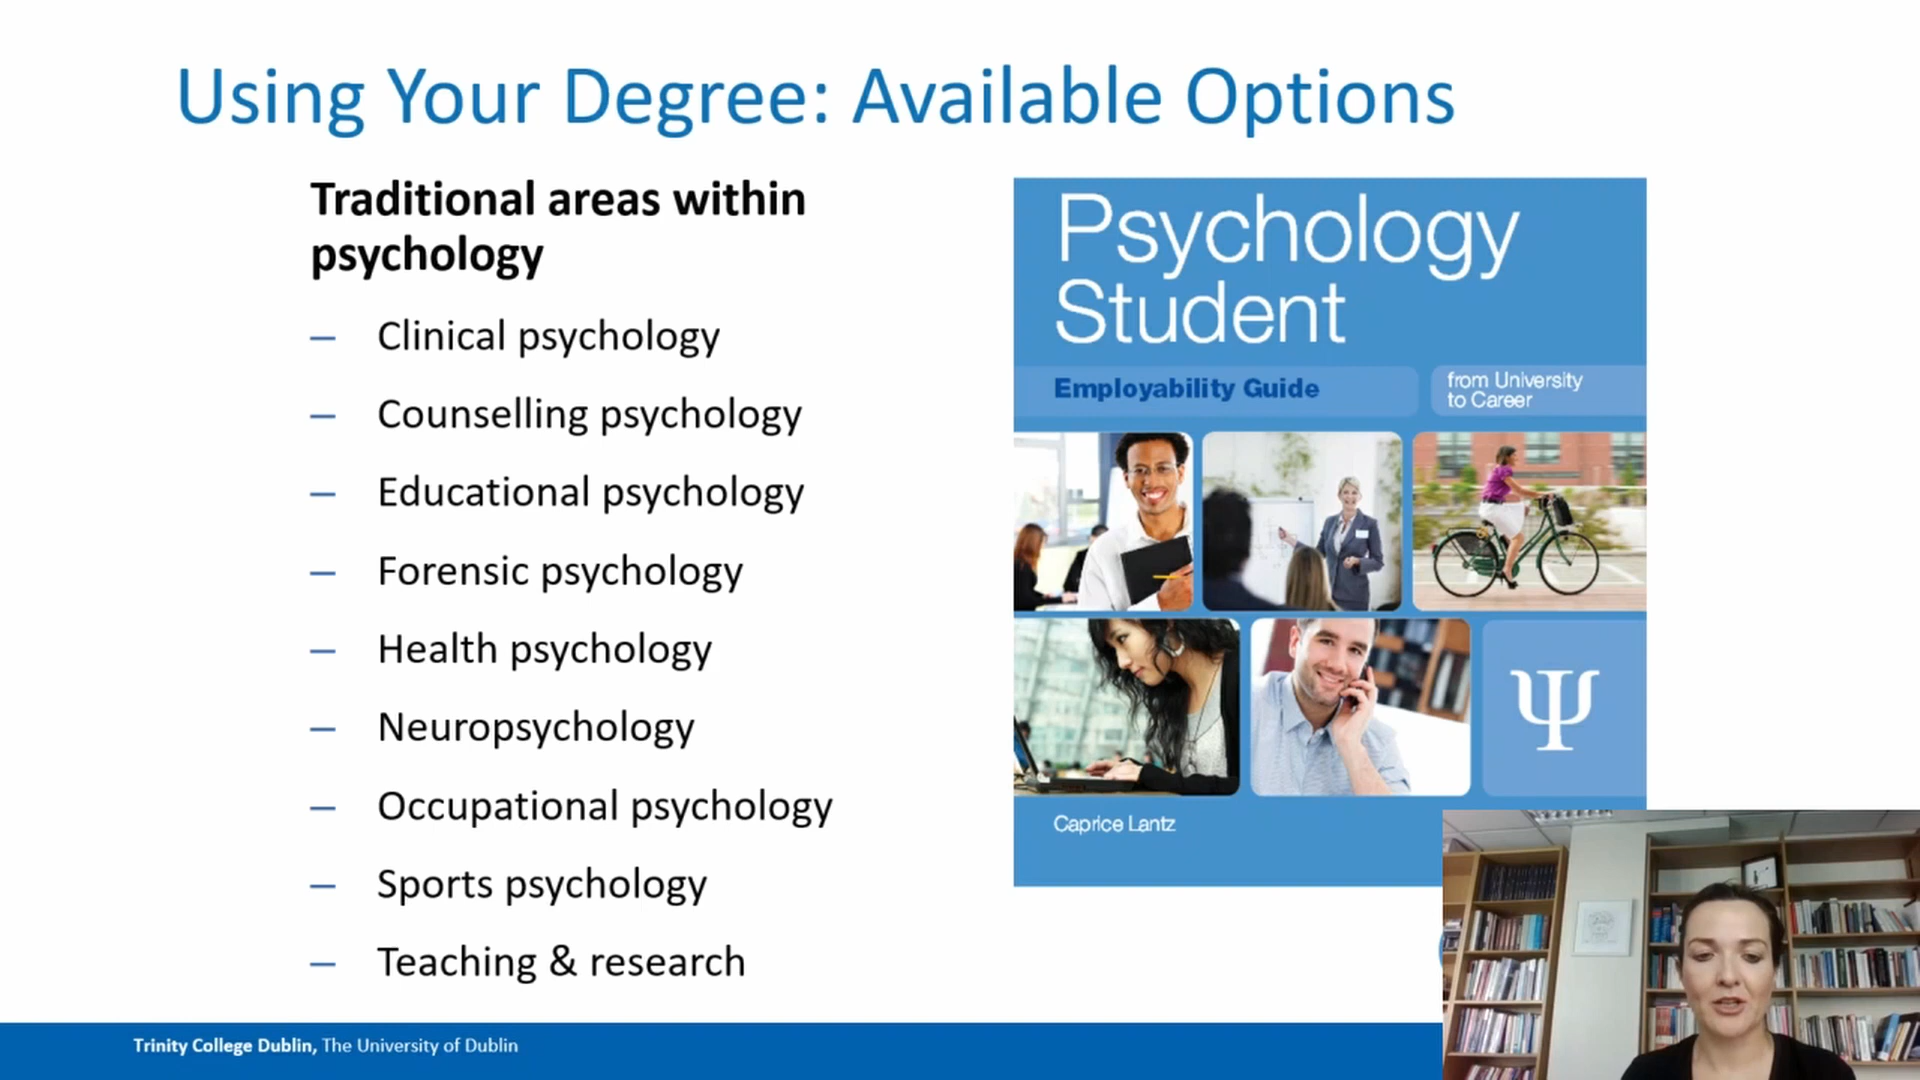 Using Your Degree: Available Options
Traditional areas within
psychology
– Clinical psychology
– Counselling psychology
– Educational psychology
– Forensic psychology
– Health psychology
– Neuropsychology
– Occupational psychology
– Sports psychology
– Teaching & research
Psychology
Student
Employability Guide
from University
to Career
Ψ
Caprice Lantz
Trinity College Dublin, The University of Dublin